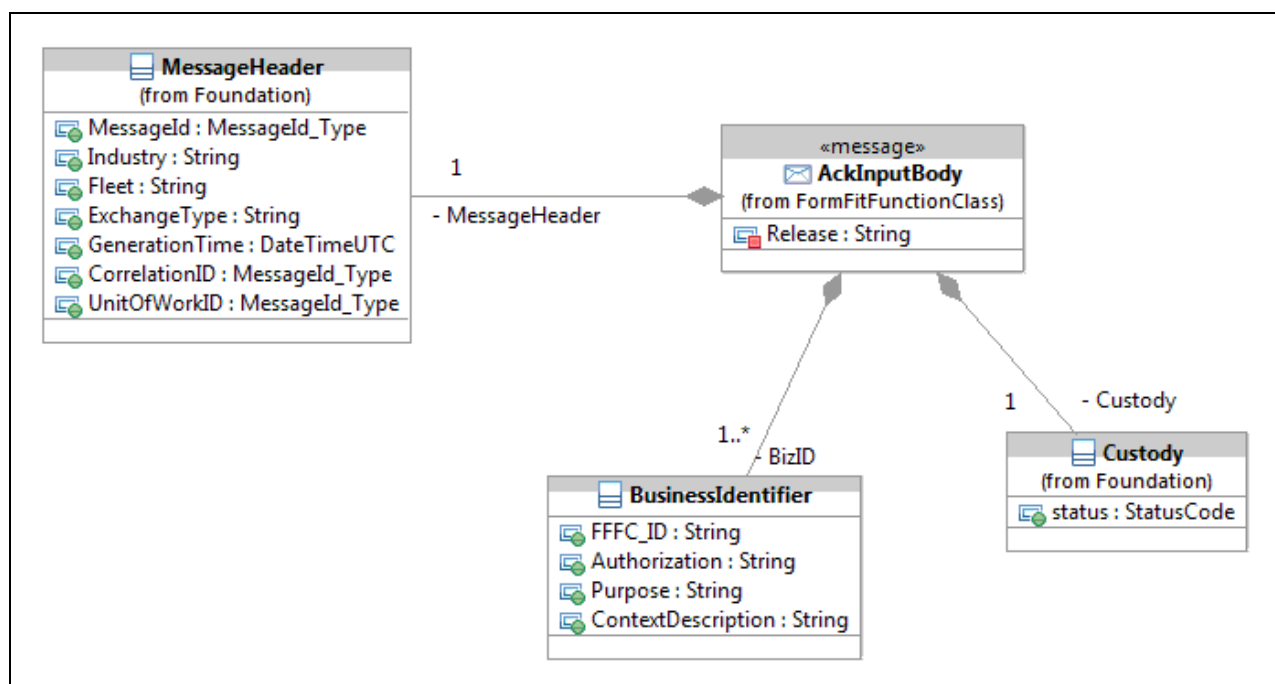 MessageHeader
(from Foundation)
MessageId : MessageId_Type
Industry : String
Fleet : String
ExchangeType : String
GenerationTime : DateTimeUTC
CorrelationID : MessageId_Type
UnitOfWorkID : MessageId_Type
1
- MessageHeader
«message»
AckInputBody
(from FormFitFunctionClass)
Release : String
1..*
- BizID
1
- Custody
BusinessIdentifier
FFFC_ID : String
Authorization : String
Purpose : String
ContextDescription : String
Custody
(from Foundation)
status : StatusCode